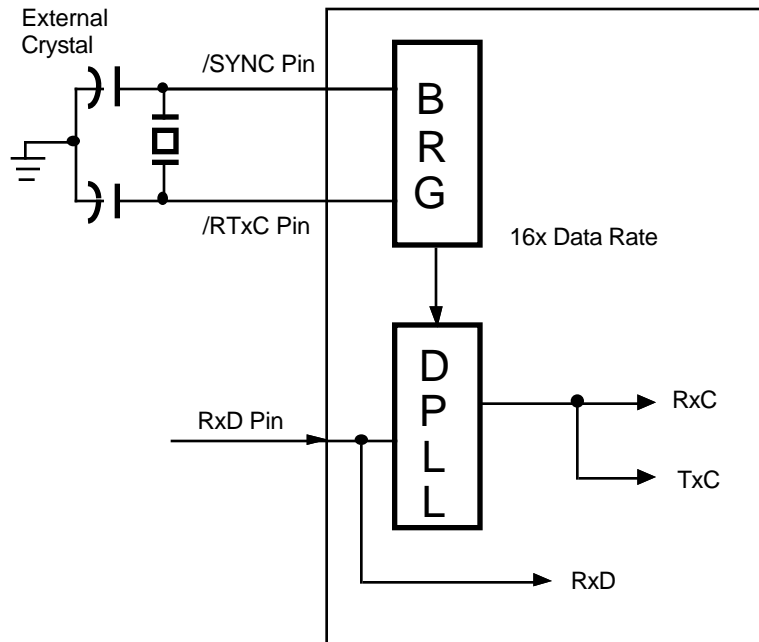 External
Crystal
/SYNC Pin
B
R
G
/RTxC Pin
16x Data Rate
D
P
L
L
RxD Pin
RxC
TxC
RxD